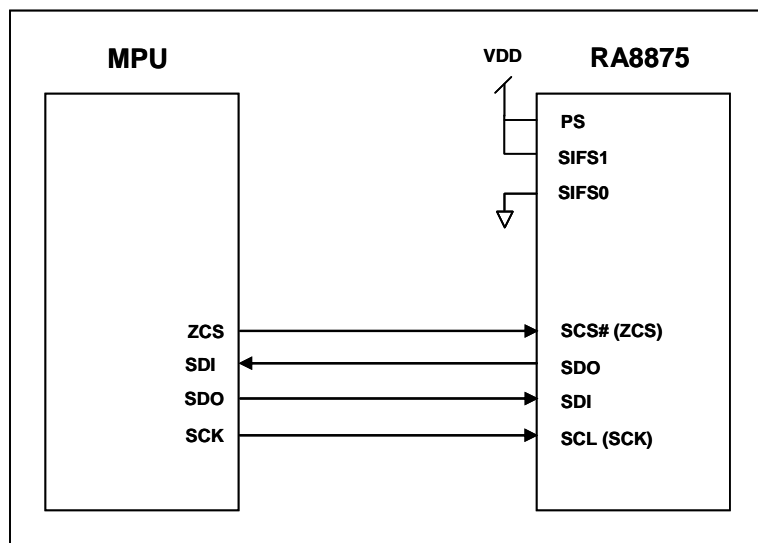 MPU
VDD
RA8875
PS
SIFS1
SIFS0
ZCS
SCS# (ZCS)
SDI
SDO
SDO
SDI
SCK
SCL (SCK)